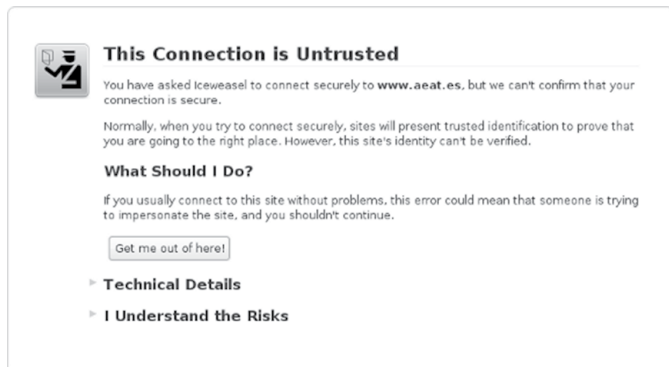 This Connection is Untrusted
You have asked Iceweasel to connect securely to www.aeat.es, but we can't confirm that your
connection is secure.
Normally, when you try to connect securely, sites will present trusted identification to prove that
you are going to the right place. However, this site's identity can't be verified.
What Should I Do?
If you usually connect to this site without problems, this error could mean that someone is trying
to impersonate the site, and you shouldn't continue.
Get me out of here!
Technical Details
I Understand the Risks